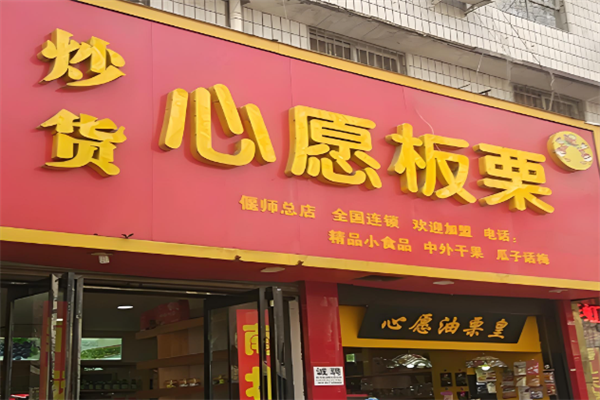 炒货
心愿板栗
偃师总店 全国连锁 欢迎加盟 电话:
精品小食品 中外干果 瓜子话梅
心愿油栗皇
诚聘